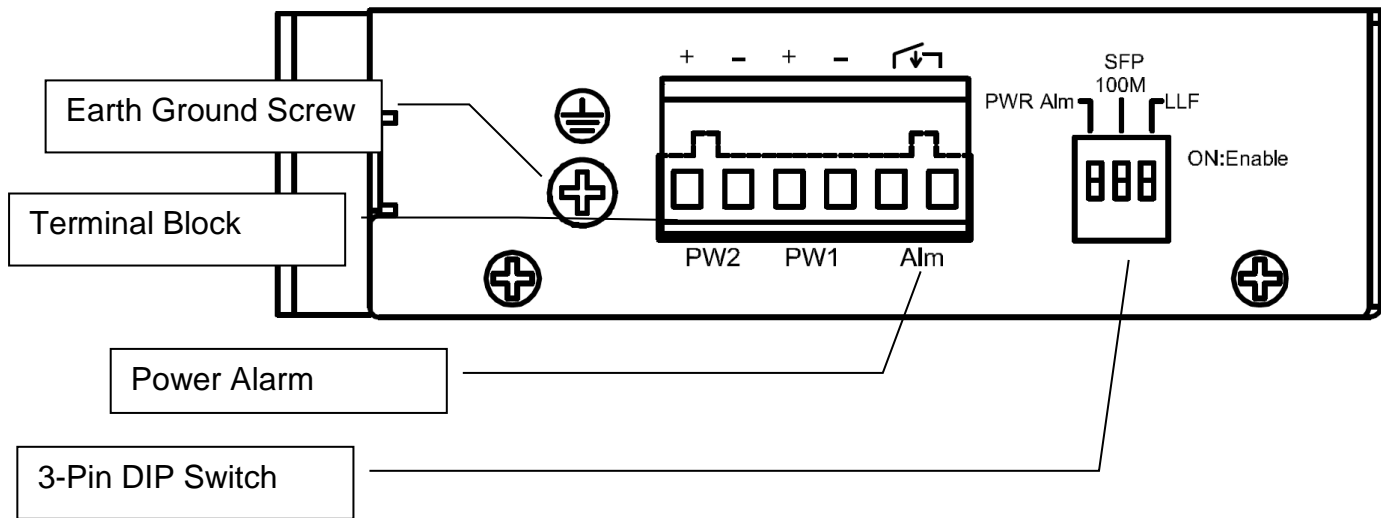 + - + -
SFP
100M
PWR Alm
LLF
ON:Enable
Earth Ground Screw
Terminal Block
PW2 PW1 Alm
Power Alarm
3-Pin DIP Switch